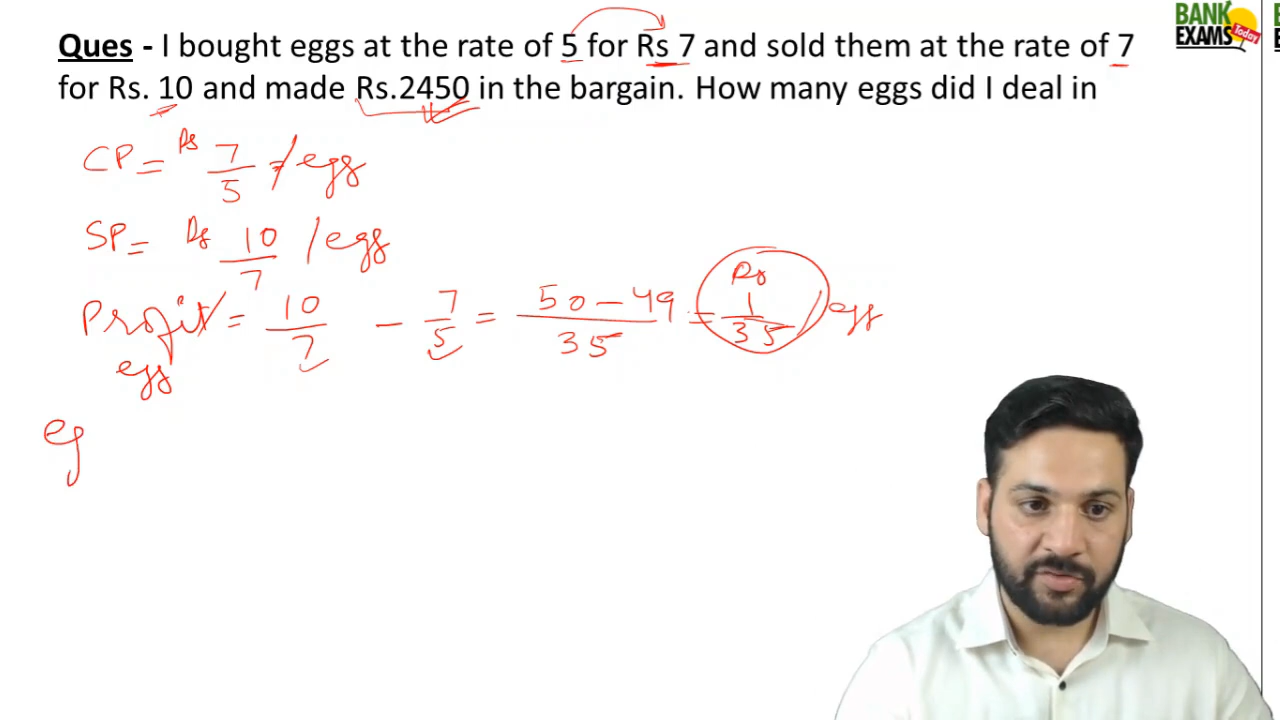 BANK
EXAMS Today
Ques - I bought eggs at the rate of 5 for Rs 7 and sold them at the rate of 7
for Rs. 10 and made Rs.2450 in the bargain. How many eggs did I deal in
CP = Rs 7/5 = /egg
SP = Rs 10/7 /egg
Profit/egg = 10/7 - 7/5 = 50-49/35 = Rs 1/35 / egg
eg